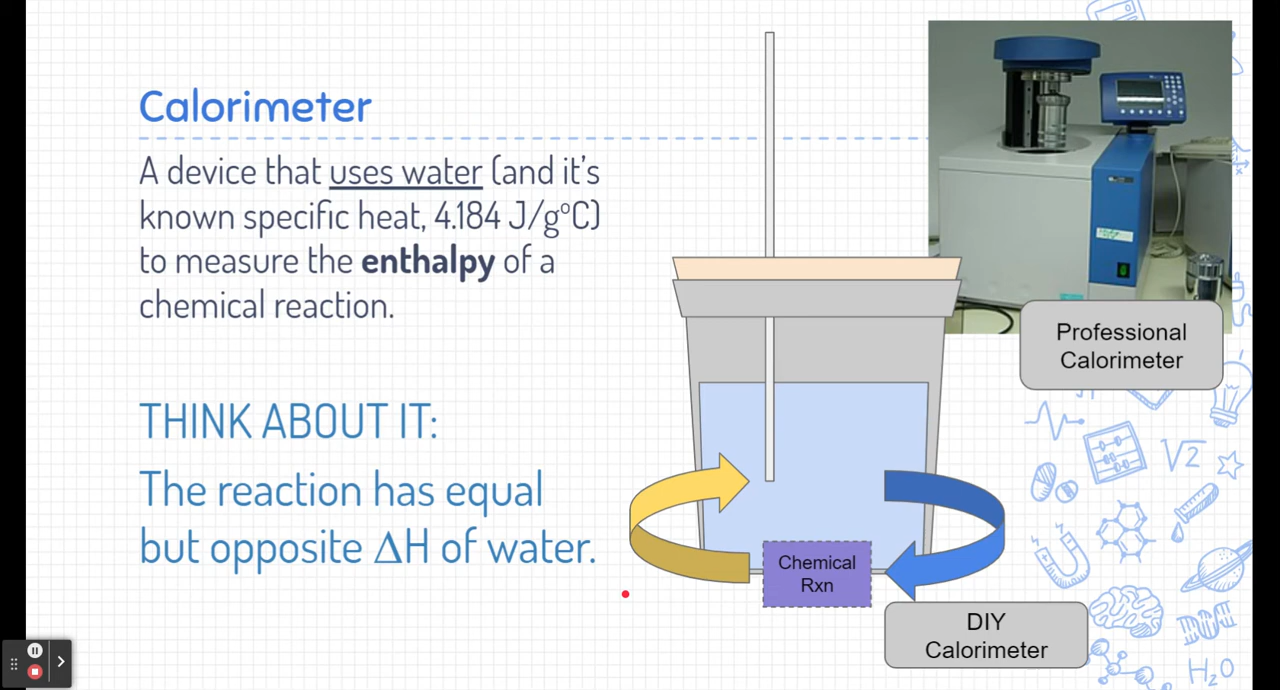 Calorimeter
A device that uses water (and it's
known specific heat, 4.184 J/g°C)
to measure the enthalpy of a
chemical reaction.
THINK ABOUT IT:
The reaction has equal
but opposite ΔH of water.
Professional
Calorimeter
Chemical
Rxn
DIY
Calorimeter
√2
H₂O